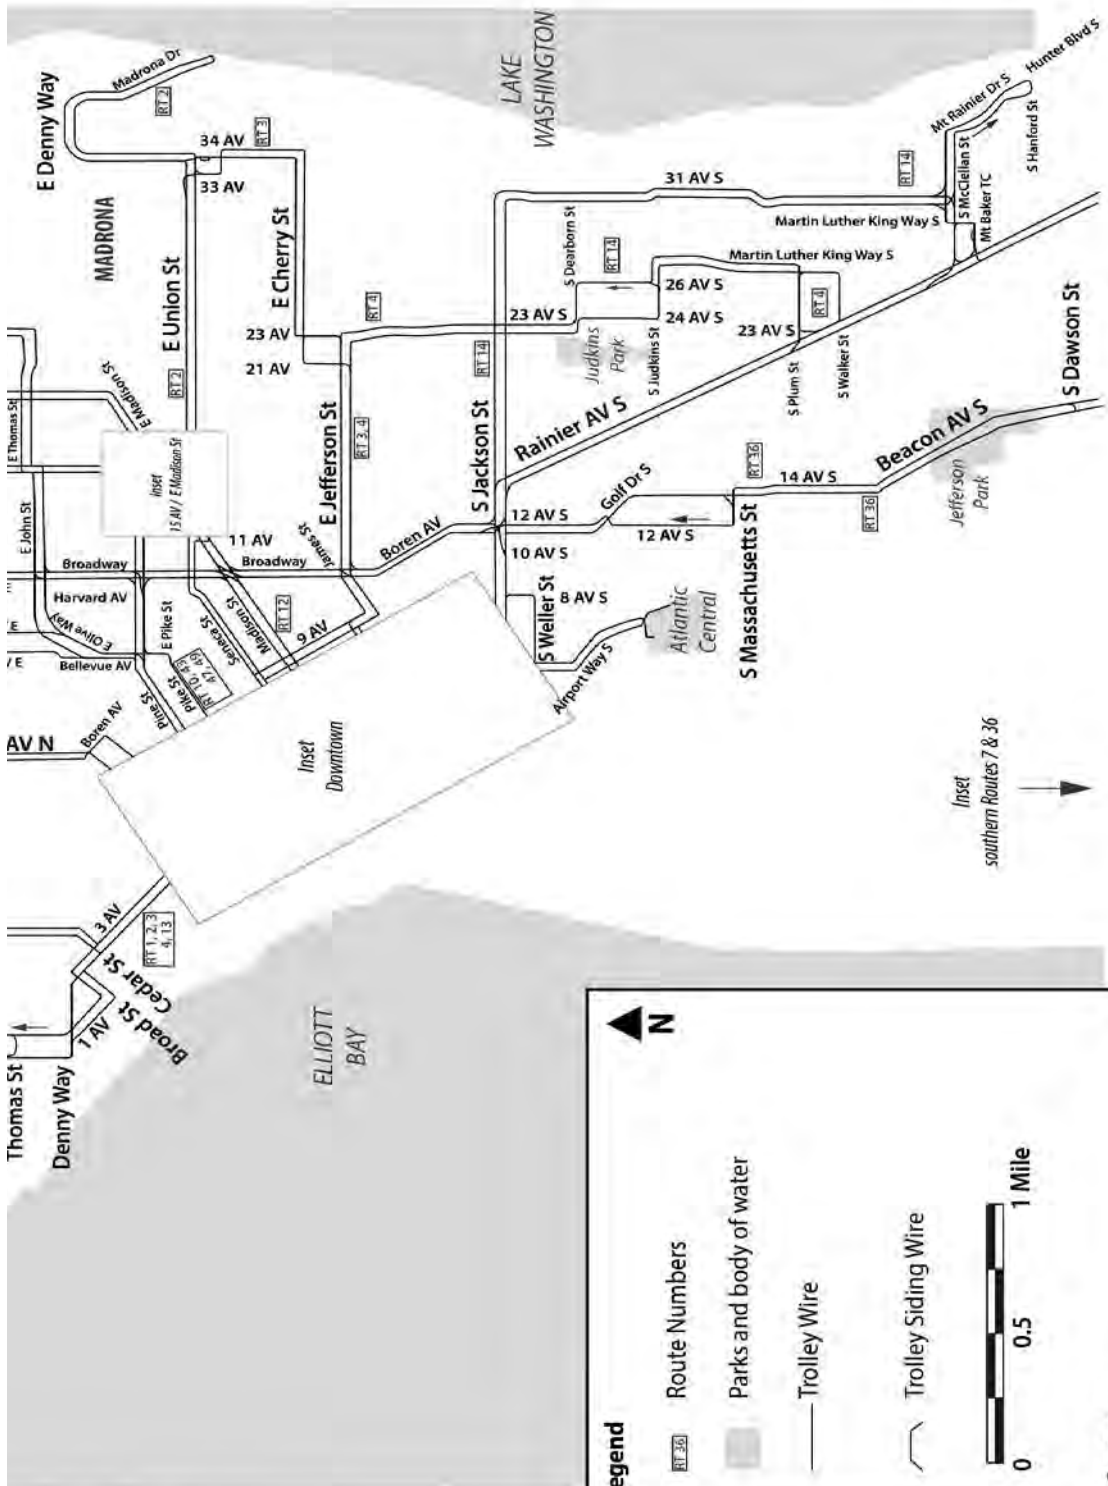 LAKE
WASHINGTON
Hunter Blvd S
Mt Rainier Dr S
S Hanford St
S McClellan St
Mt Baker TC
RT 14
31 AV S
Martin Luther King Way S
E Denny Way
Madrona Dr
RT 2
34 AV
RT 3
33 AV
MADRONA
E Union St
RT 2
E Cherry St
23 AV
21 AV
RT 4
E Jefferson St
RT 3, 4
S Dearborn St
RT 14
Martin Luther King Way S
26 AV S
24 AV S
23 AV S
Judkins
Park
S Judkins St
23 AV S
RT 4
S Plum St
S Walker St
RT 14
S Jackson St
Rainier AV S
S Dawson St
Beacon AV S
Jefferson
Park
RT 36
14 AV S
RT 36
S Massachusetts St
Golf Dr S
12 AV S
12 AV S
10 AV S
8 AV S
S Weller St
Airport Way S
Atlantic
Central
E Thomas St
E Madison St
Inset
15 AV / E Madison St
E John St
11 AV
Broadway
Broadway
James St
Boren AV
Harvard AV
E Olive Way
E Pike St
Bellevue AV
Pine St
Pike St
RT 10, 43
47, 49
Seneca St
Madison St
RT 12
9 AV
/E
/E
AV N
Boren AV
Inset
Downtown
Inset
southern Routes 7 & 36
3 AV
RT 1, 2, 3
4, 13
Cedar St
Broad St
1 AV
Thomas St
Denny Way
ELLIOTT
BAY
N
egend
RT 36
Route Numbers
Parks and body of water
Trolley Wire
Trolley Siding Wire
0
0.5
1 Mile